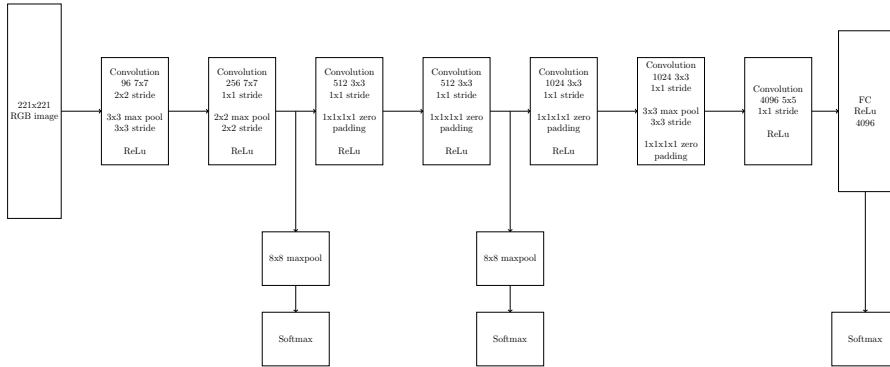 221x221
RGB image
Convolution
96 7x7
2x2 stride
3x3 max pool
3x3 stride
ReLu
Convolution
256 7x7
1x1 stride
2x2 max pool
2x2 stride
ReLu
Convolution
512 3x3
1x1 stride
1x1x1x1 zero
padding
ReLu
Convolution
512 3x3
1x1 stride
1x1x1x1 zero
padding
ReLu
Convolution
1024 3x3
1x1 stride
1x1x1x1 zero
padding
ReLu
Convolution
1024 3x3
1x1 stride
3x3 max pool
3x3 stride
1x1x1x1 zero
padding
Convolution
4096 5x5
1x1 stride
ReLu
FC
ReLu
4096
8x8 maxpool
8x8 maxpool
Softmax
Softmax
Softmax